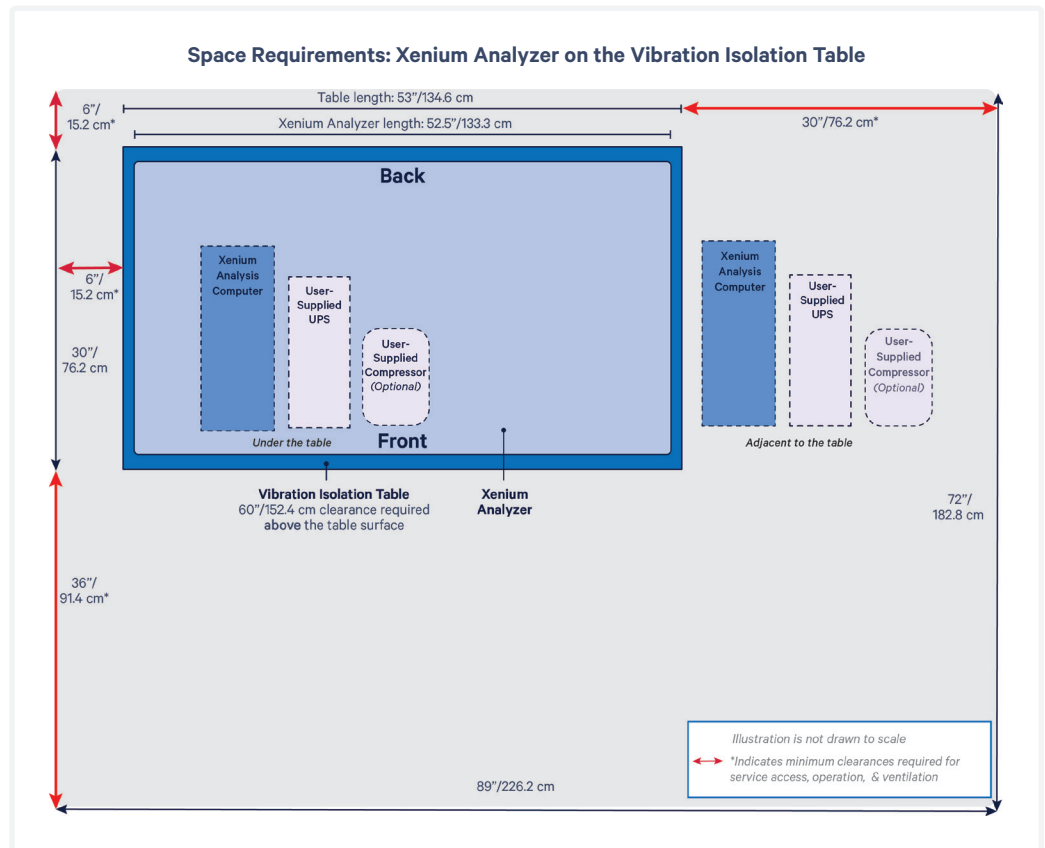 Space Requirements: Xenium Analyzer on the Vibration Isolation Table
6”/
15.2 cm*
Table length: 53”/134.6 cm
Xenium Analyzer length: 52.5”/133.3 cm
30”/76.2 cm*
Back
6”/
15.2 cm*
30”/
76.2 cm
Xenium
Analysis
Computer
User-
Supplied
UPS
User-
Supplied
Compressor
(Optional)
Under the table
Front
Xenium
Analysis
Computer
User-
Supplied
UPS
User-
Supplied
Compressor
(Optional)
Adjacent to the table
Vibration Isolation Table
60”/152.4 cm clearance required
above the table surface
Xenium
Analyzer
72”/
182.8 cm
36”/
91.4 cm*
Illustration is not drawn to scale
*Indicates minimum clearances required for
service access, operation, & ventilation
89”/226.2 cm